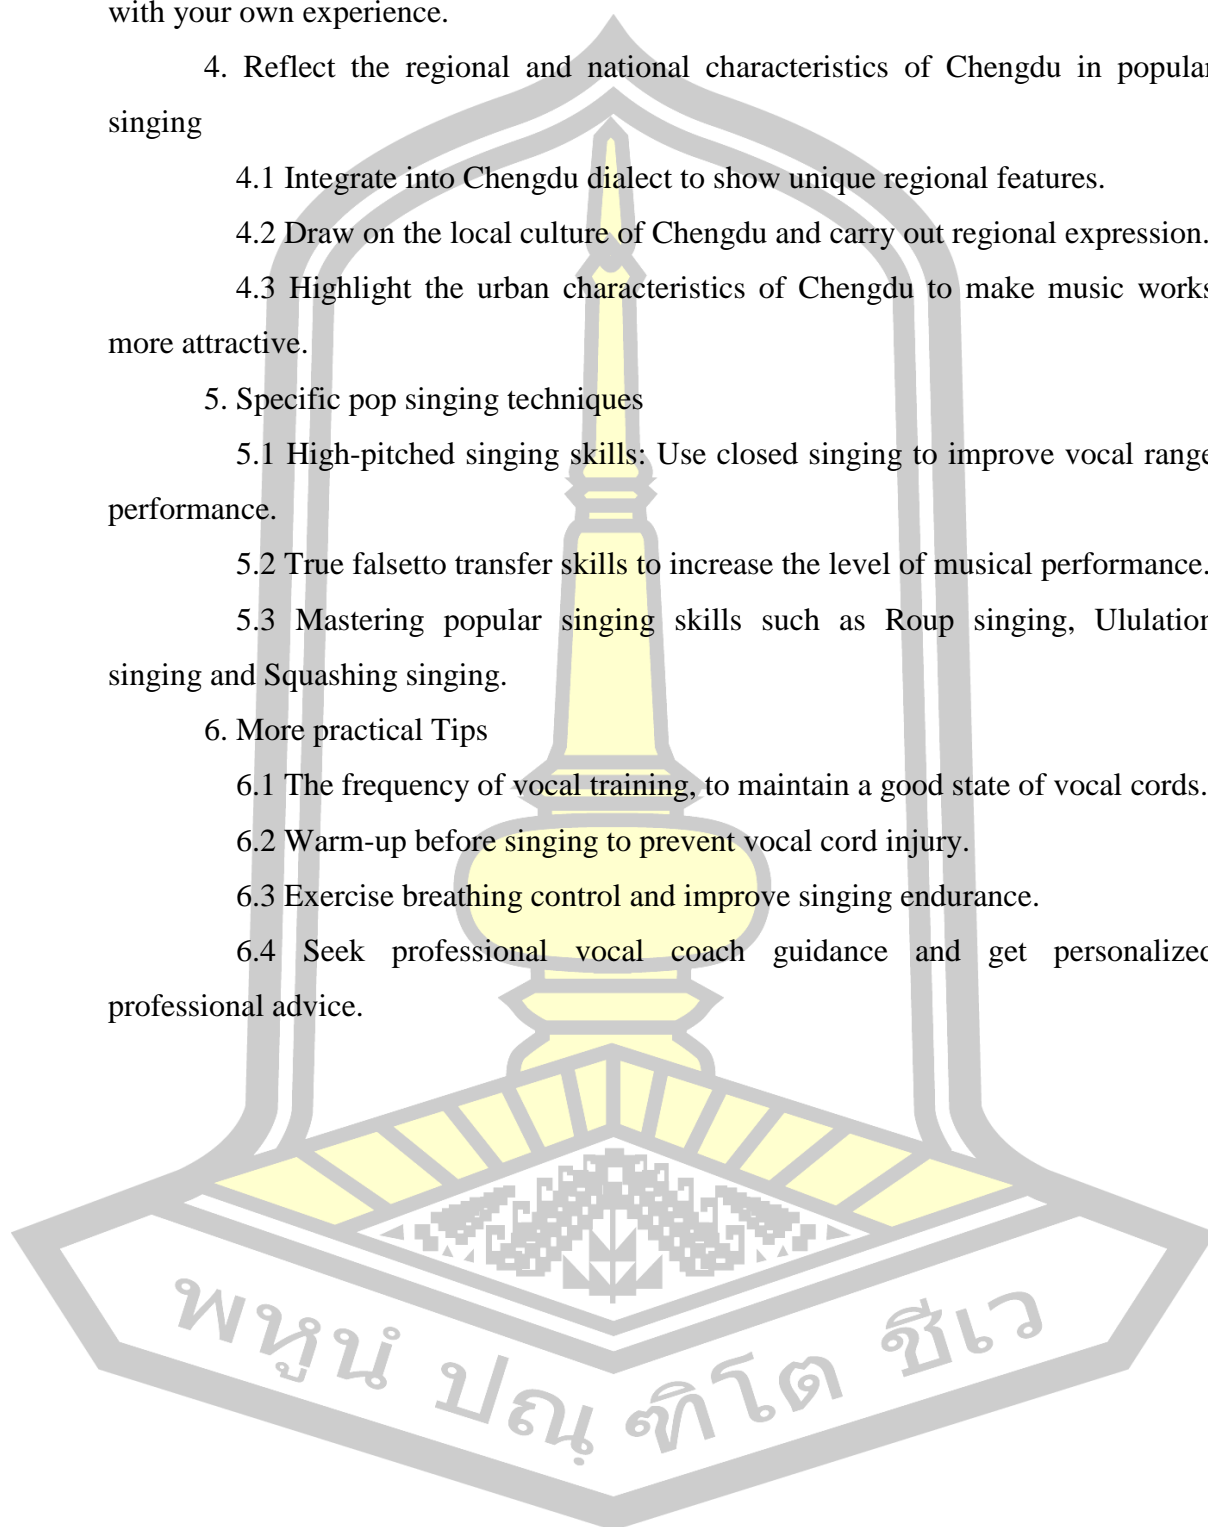 with your own experience.
4. Reflect the regional and national characteristics of Chengdu in popular
singing
4.1 Integrate into Chengdu dialect to show unique regional features.
4.2 Draw on the local culture of Chengdu and carry out regional expression.
4.3 Highlight the urban characteristics of Chengdu to make music works
more attractive.
5. Specific pop singing techniques
5.1 High-pitched singing skills: Use closed singing to improve vocal range
performance.
5.2 True falsetto transfer skills to increase the level of musical performance.
5.3 Mastering popular singing skills such as Roup singing, Ululation
singing and Squashing singing.
6. More practical Tips
6.1 The frequency of vocal training, to maintain a good state of vocal cords.
6.2 Warm-up before singing to prevent vocal cord injury.
6.3 Exercise breathing control and improve singing endurance.
6.4 Seek professional vocal coach guidance and get personalized
professional advice.
พหูนํ ปณฺฑิโต ชีเว